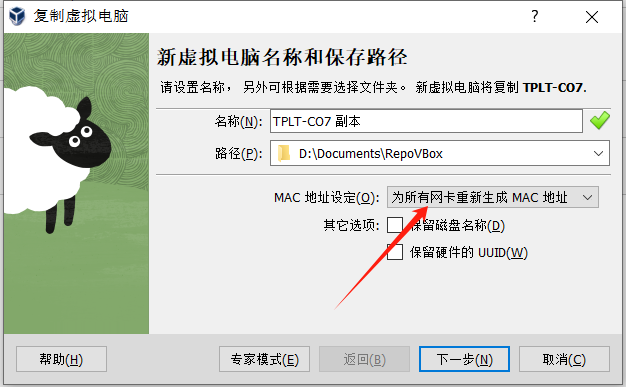 复制虚拟电脑
新虚拟电脑名称和保存路径
请设置名称，另外可根据需要选择文件夹。新虚拟电脑将复制 TPLT-CO7.
名称(N): TPLT-CO7 副本
路径(P): D:\Documents\RepoVBox
MAC 地址设定(O): 为所有网卡重新生成 MAC 地址
其它选项: 保留磁盘名称(D)
保留硬件的 UUID(W)
帮助(H) 专家模式(E) 返回(B) 下一步(N) 取消(C)